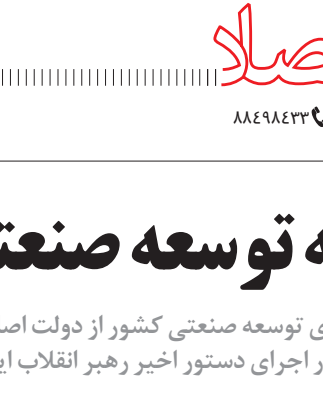 صاد
۸۸۴۹۸۴۳۳
ه توسعه صنعت
ی توسعه صنعتی کشور از دولت اص
ر اجرای دستور اخیر رهبر انقلاب ای